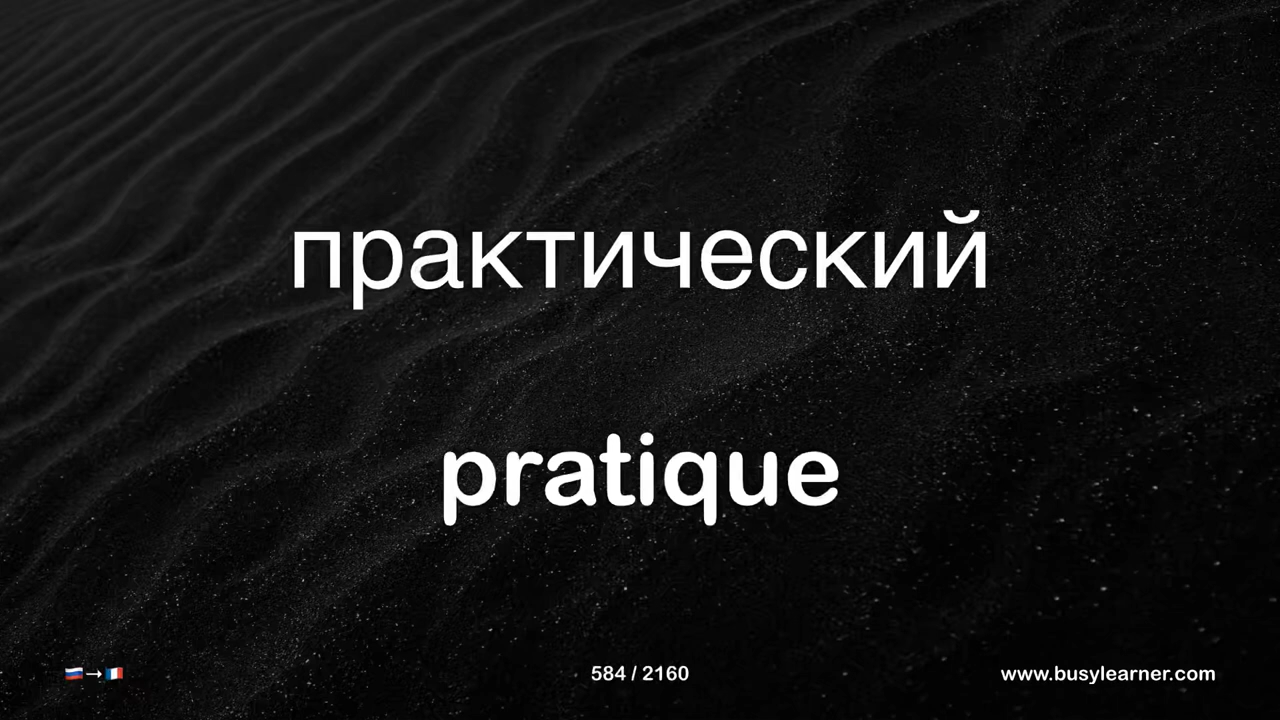 практический
pratique
🇷🇺→🇫🇷
584 / 2160
www.busylearner.com